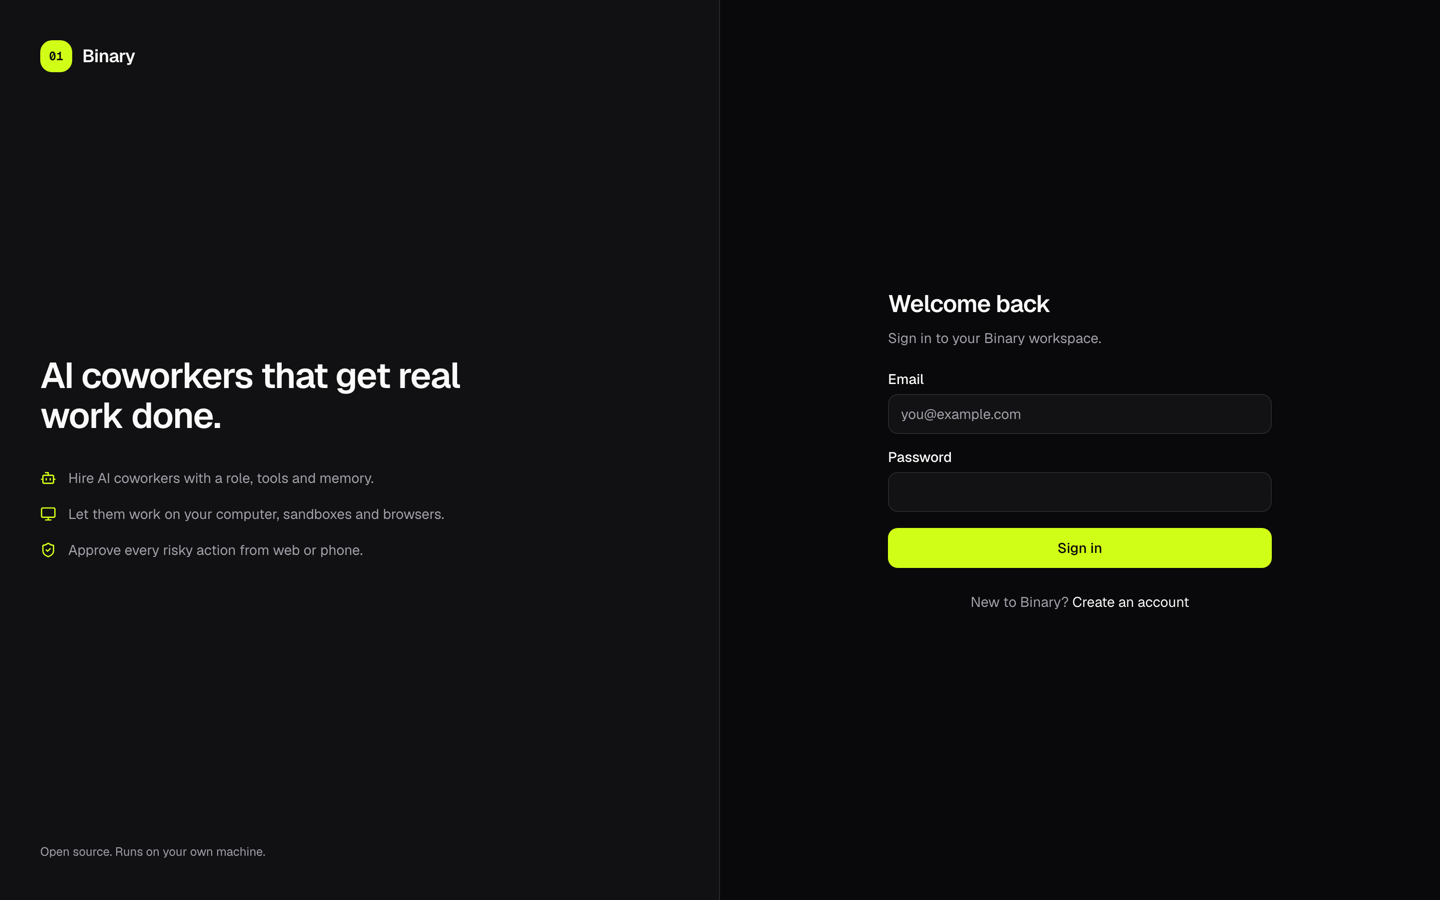 01 Binary
AI coworkers that get real
work done.
Hire AI coworkers with a role, tools and memory.
Let them work on your computer, sandboxes and browsers.
Approve every risky action from web or phone.
Open source. Runs on your own machine.
Welcome back
Sign in to your Binary workspace.
Email
you@example.com
Password
Sign in
New to Binary? Create an account